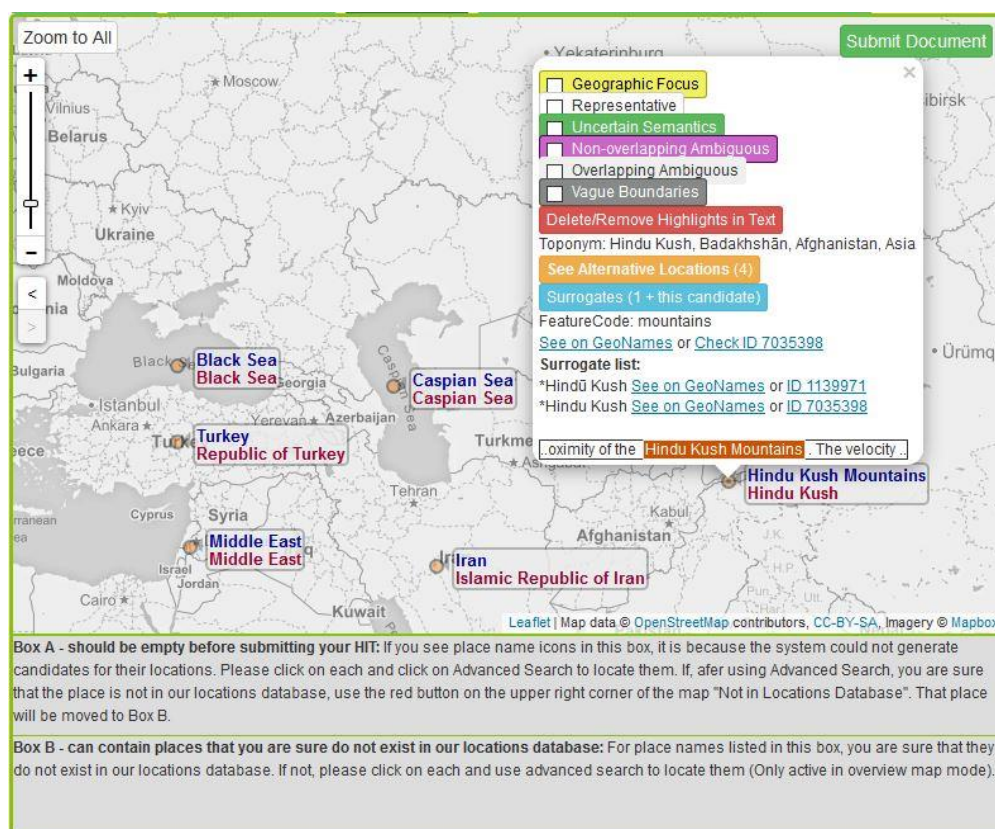 Zoom to All
Submit Document
Yekaterinburg
Moscow
Vilnius
Belarus
Kyiv
Ukraine
Moldova
Bulgaria
Black Sea
Black Sea
Georgia
Istanbul
Ankara
Yerevan
Azerbaijan
Caspian Sea
Caspian Sea
Caspian Sea
Turkey
Republic of Turkey
Tehran
Cyprus
Syria
Middle East
Middle East
Israel
Jordan
Cairo
Iran
Islamic Republic of Iran
Kuwait
Ürümq
Kabul
Afghanistan
Hindu Kush Mountains
Hindu Kush
×
Geographic Focus
Representative
Uncertain Semantics
Non-overlapping Ambiguous
Overlapping Ambiguous
Vague Boundaries
Delete/Remove Highlights in Text
Toponym: Hindu Kush, Badakhshān, Afghanistan, Asia
See Alternative Locations (4)
Surrogates (1 + this candidate)
FeatureCode: mountains
See on GeoNames or Check ID 7035398
Surrogate list:
*Hindū Kush See on GeoNames or ID 1139971
*Hindu Kush See on GeoNames or ID 7035398
..oximity of the Hindu Kush Mountains . The velocity ..
Leaflet | Map data © OpenStreetMap contributors, CC-BY-SA, Imagery © Mapbox
Box A - should be empty before submitting your HIT: If you see place name icons in this box, it is because the system could not generate
candidates for their locations. Please click on each and click on Advanced Search to locate them. If, afer using Advanced Search, you are sure
that the place is not in our locations database, use the red button on the upper right corner of the map "Not in Locations Database". That place
will be moved to Box B.
Box B - can contain places that you are sure do not exist in our locations database: For place names listed in this box, you are sure that they
do not exist in our locations database. If not, please click on each and use advanced search to locate them (Only active in overview map mode).